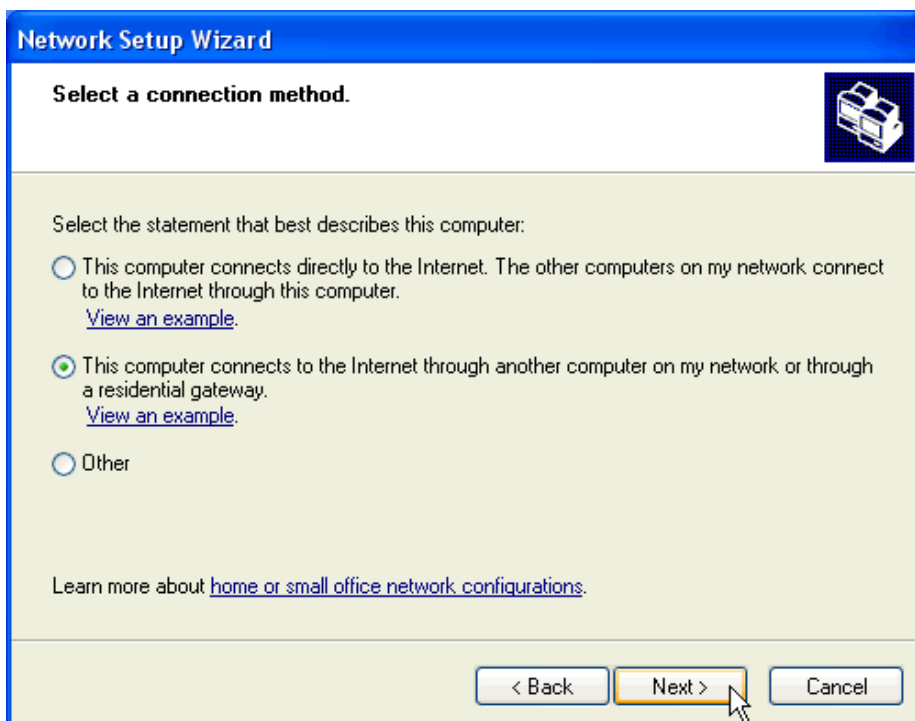 Network Setup Wizard
Select a connection method.
Select the statement that best describes this computer:
This computer connects directly to the Internet. The other computers on my network connect
to the Internet through this computer.
View an example.
This computer connects to the Internet through another computer on my network or through
a residential gateway.
View an example.
Other
Learn more about home or small office network configurations.
< Back Next > Cancel